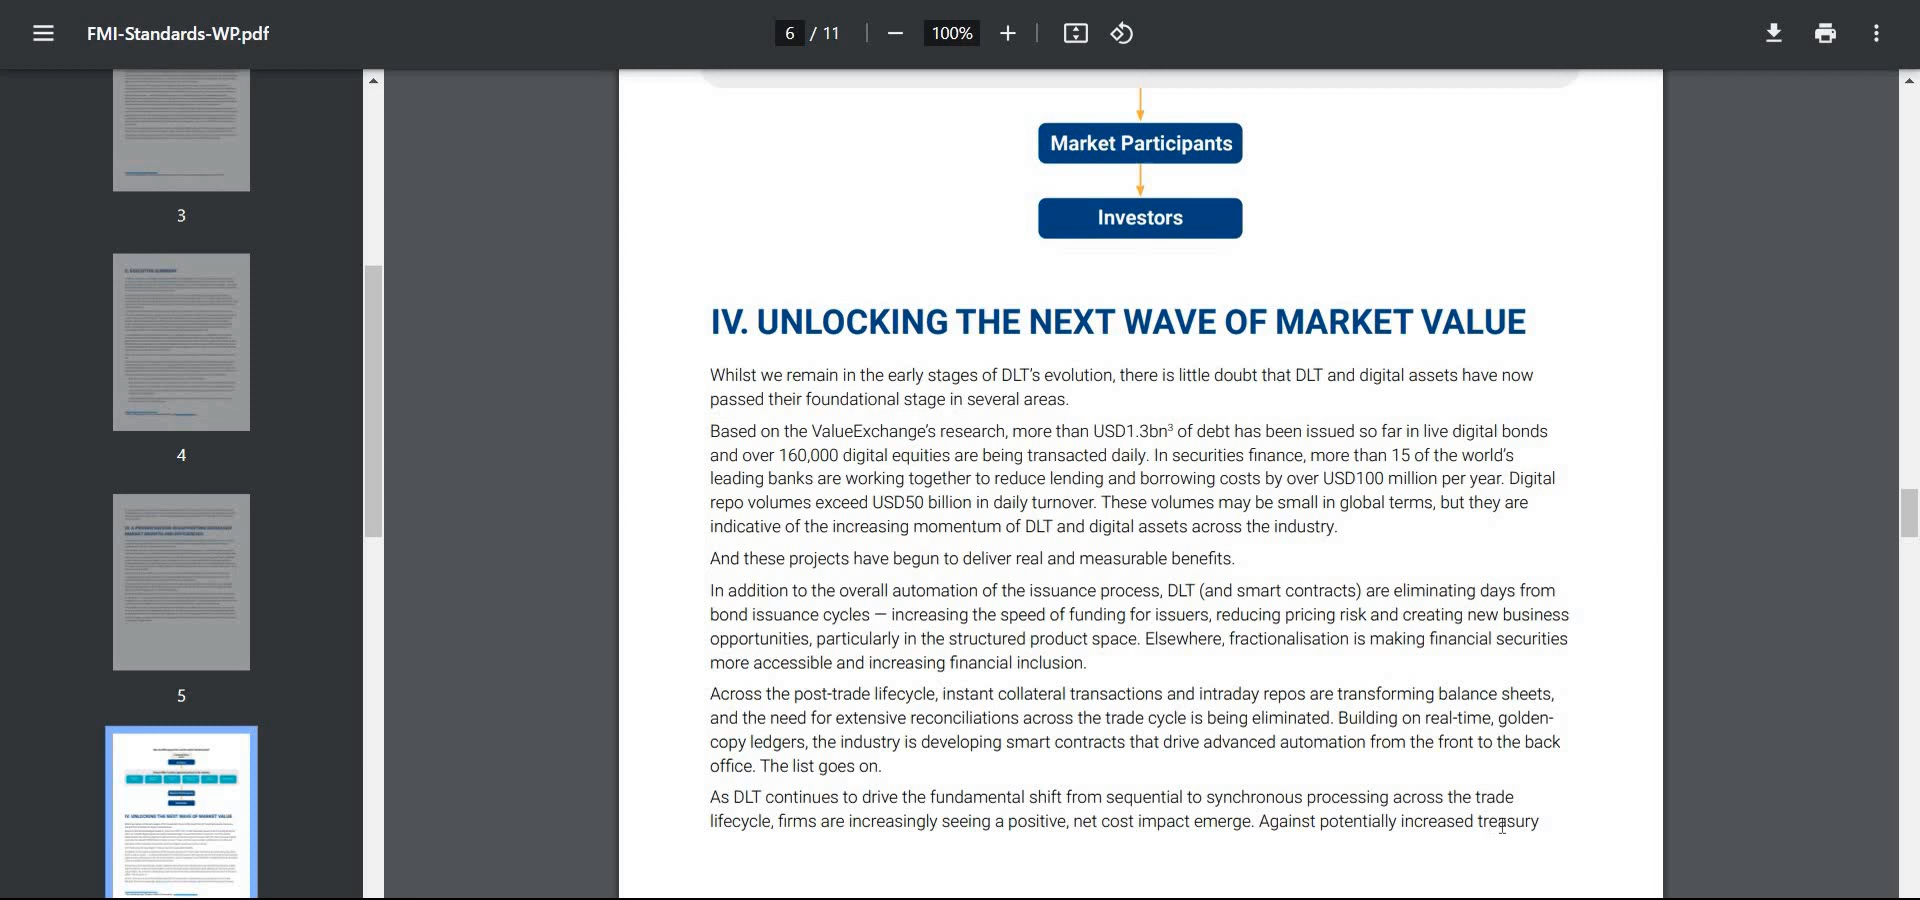 FMI-Standards-WP.pdf
6 / 11
100%
3
4
5
Market Participants
Investors
IV. UNLOCKING THE NEXT WAVE OF MARKET VALUE
Whilst we remain in the early stages of DLT’s evolution, there is little doubt that DLT and digital assets have now
passed their foundational stage in several areas.
Based on the ValueExchange’s research, more than USD1.3bn³ of debt has been issued so far in live digital bonds
and over 160,000 digital equities are being transacted daily. In securities finance, more than 15 of the world’s
leading banks are working together to reduce lending and borrowing costs by over USD100 million per year. Digital
repo volumes exceed USD50 billion in daily turnover. These volumes may be small in global terms, but they are
indicative of the increasing momentum of DLT and digital assets across the industry.
And these projects have begun to deliver real and measurable benefits.
In addition to the overall automation of the issuance process, DLT (and smart contracts) are eliminating days from
bond issuance cycles — increasing the speed of funding for issuers, reducing pricing risk and creating new business
opportunities, particularly in the structured product space. Elsewhere, fractionalisation is making financial securities
more accessible and increasing financial inclusion.
Across the post-trade lifecycle, instant collateral transactions and intraday repos are transforming balance sheets,
and the need for extensive reconciliations across the trade cycle is being eliminated. Building on real-time, golden-
copy ledgers, the industry is developing smart contracts that drive advanced automation from the front to the back
office. The list goes on.
As DLT continues to drive the fundamental shift from sequential to synchronous processing across the trade
lifecycle, firms are increasingly seeing a positive, net cost impact emerge. Against potentially increased treasury
IV. UNLOCKING THE NEXT WAVE OF MARKET VALUE